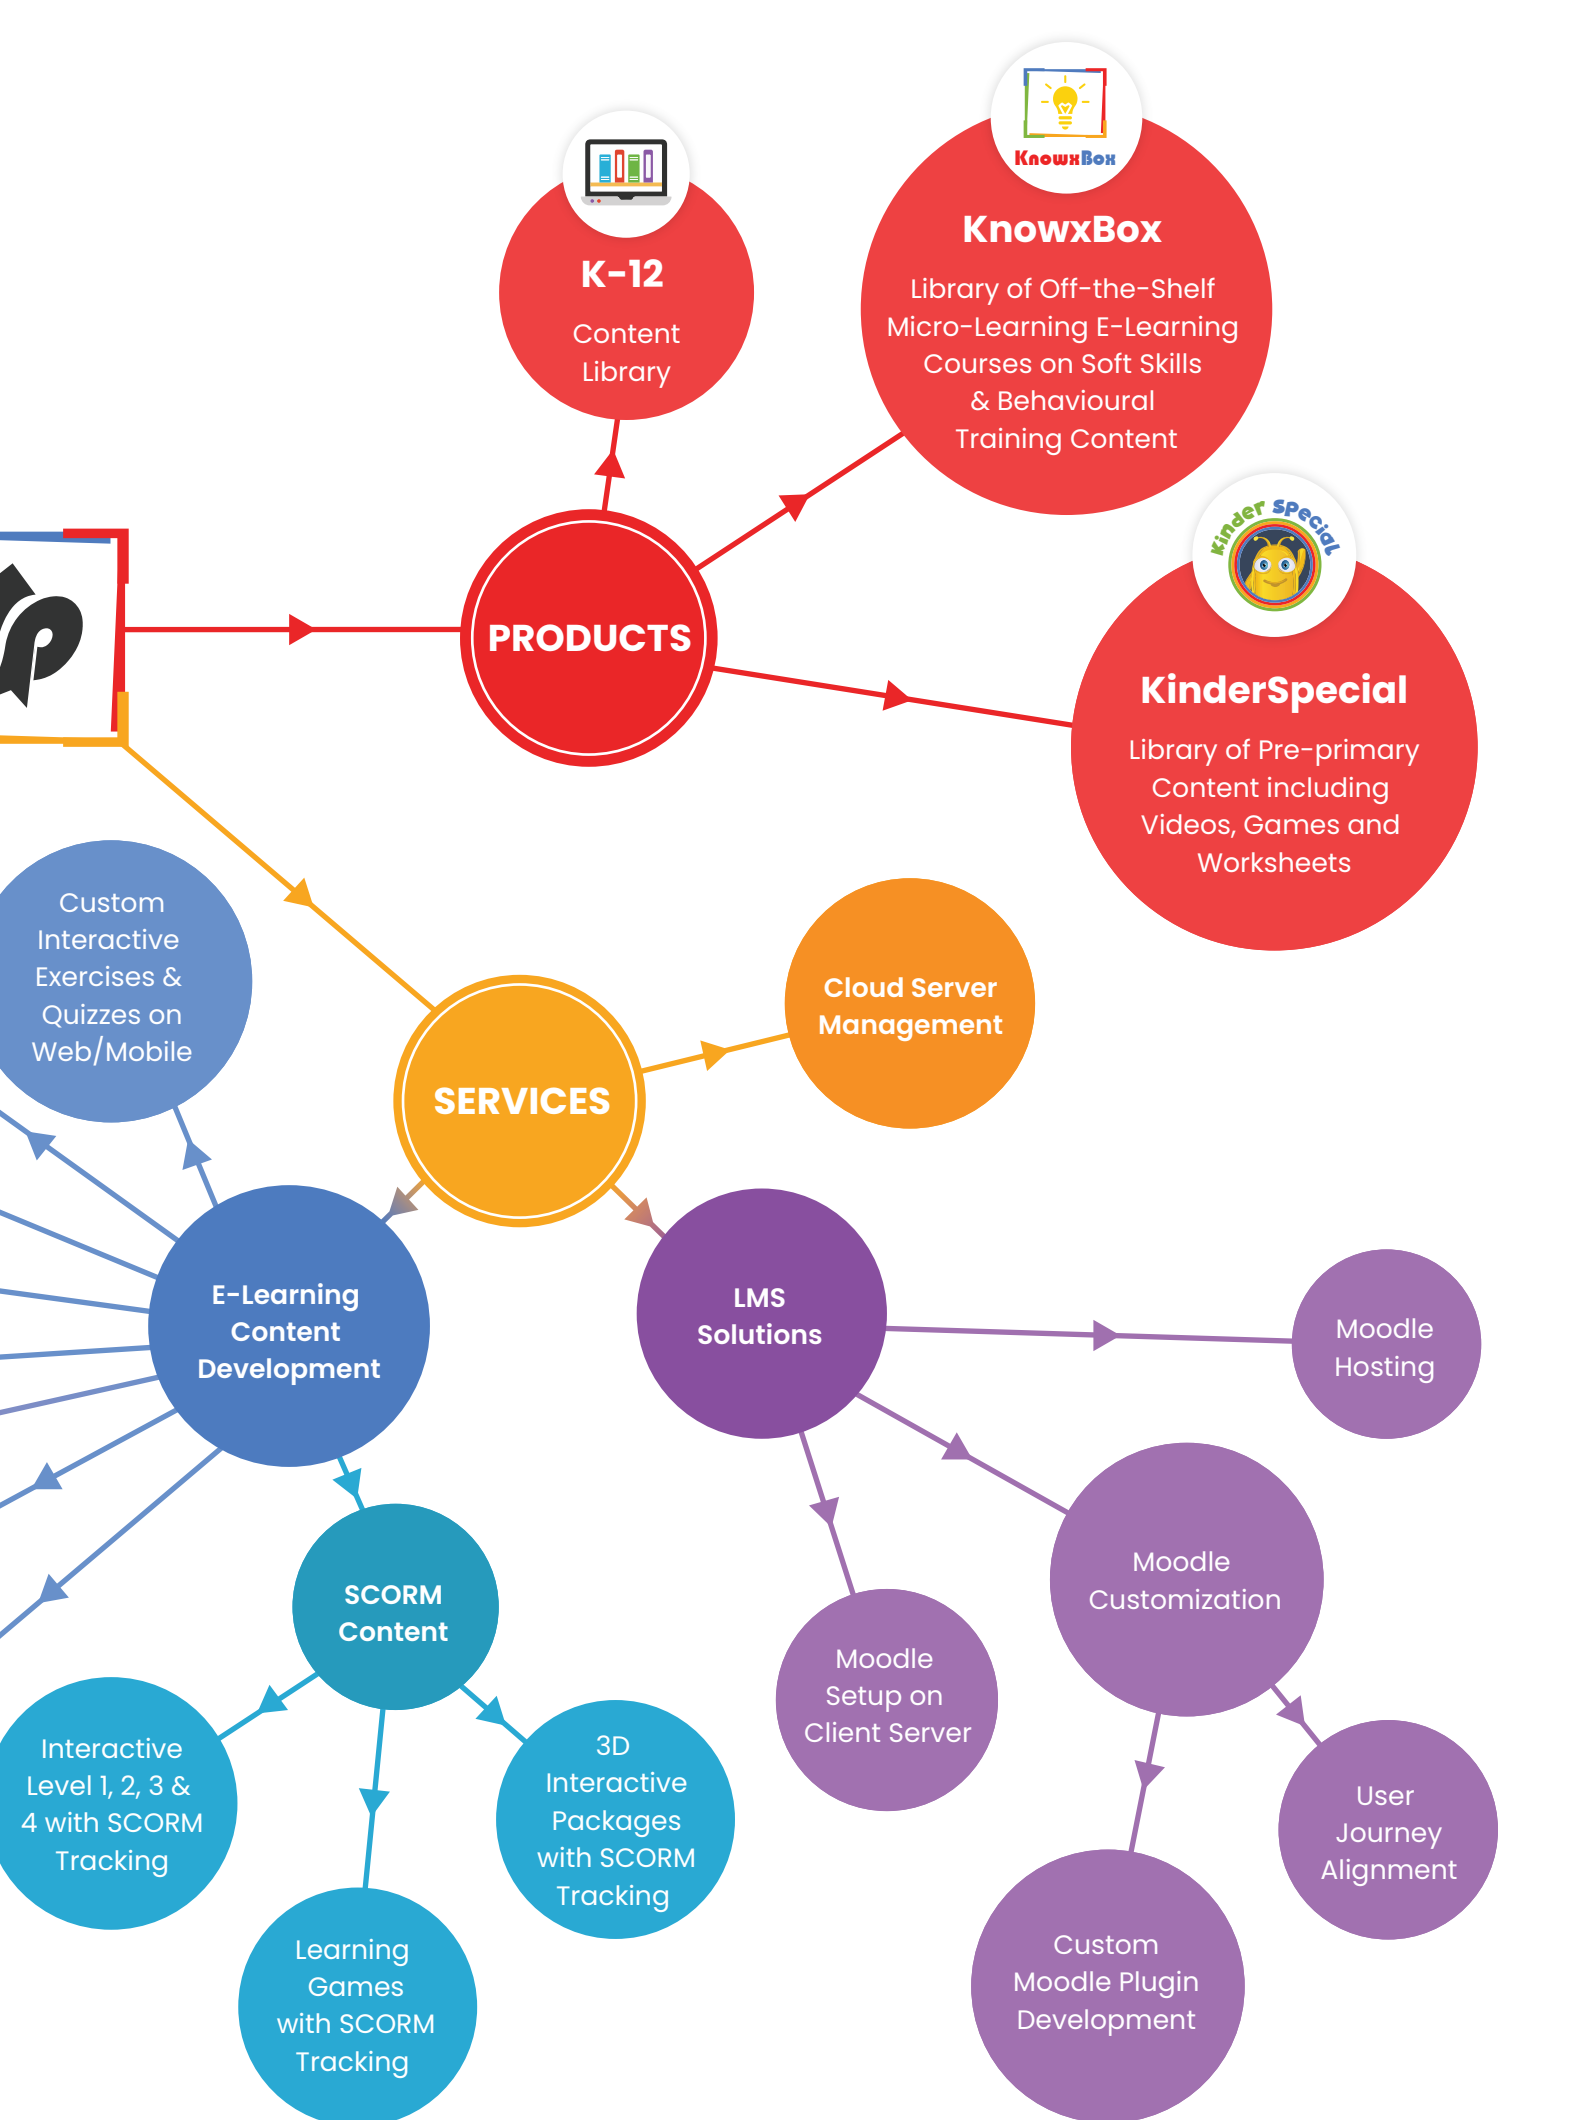 KnowxBox
KnowxBox
Library of Off-the-Shelf
Micro-Learning E-Learning
Courses on Soft Skills
& Behavioural
Training Content
K-12
Content
Library
Kinder Special
KinderSpecial
Library of Pre-primary
Content including
Videos, Games and
Worksheets
PRODUCTS
Custom
Interactive
Exercises &
Quizzes on
Web/Mobile
SERVICES
Cloud Server
Management
E-Learning
Content
Development
LMS
Solutions
Moodle
Hosting
Moodle
Customization
Moodle
Setup on
Client Server
SCORM
Content
Interactive
Level 1, 2, 3 &
4 with SCORM
Tracking
3D
Interactive
Packages
with SCORM
Tracking
Learning
Games
with SCORM
Tracking
User
Journey
Alignment
Custom
Moodle Plugin
Development